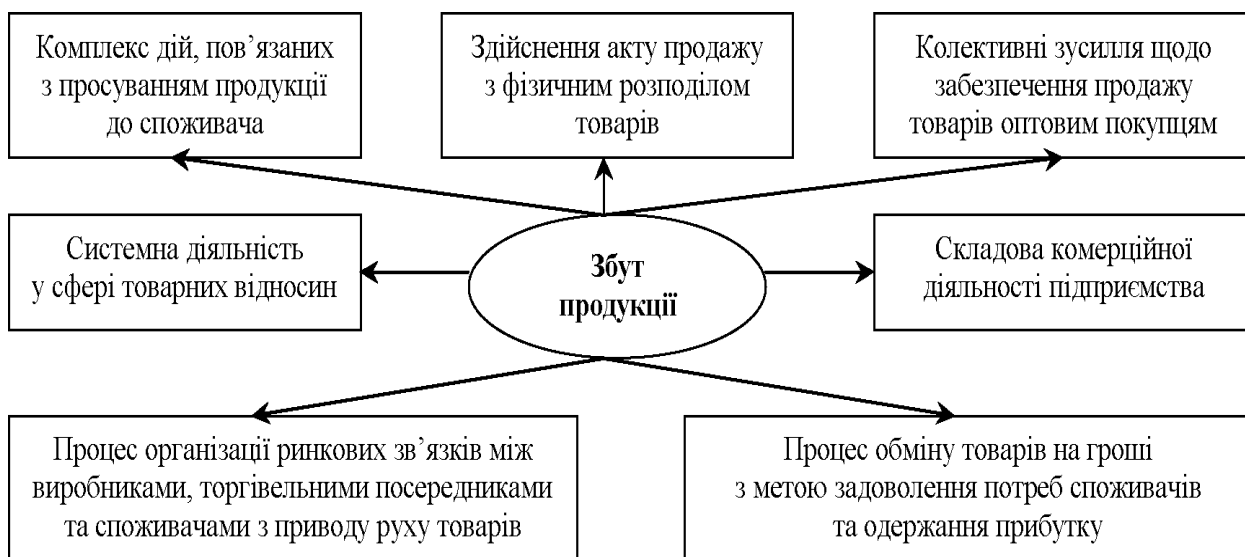 Комплекс дій, пов’язаних
з просуванням продукції
до споживача
Здійснення акту продажу
з фізичним розподілом
товарів
Колективні зусилля щодо
забезпечення продажу
товарів оптовим покупцям
Системна діяльність
у сфері товарних відносин
Збут
продукції
Складова комерційної
діяльності підприємства
Процес організації ринкових зв’язків між
виробниками, торгівельними посередниками
та споживачами з приводу руху товарів
Процес обміну товарів на гроші
з метою задоволення потреб споживачів
та одержання прибутку